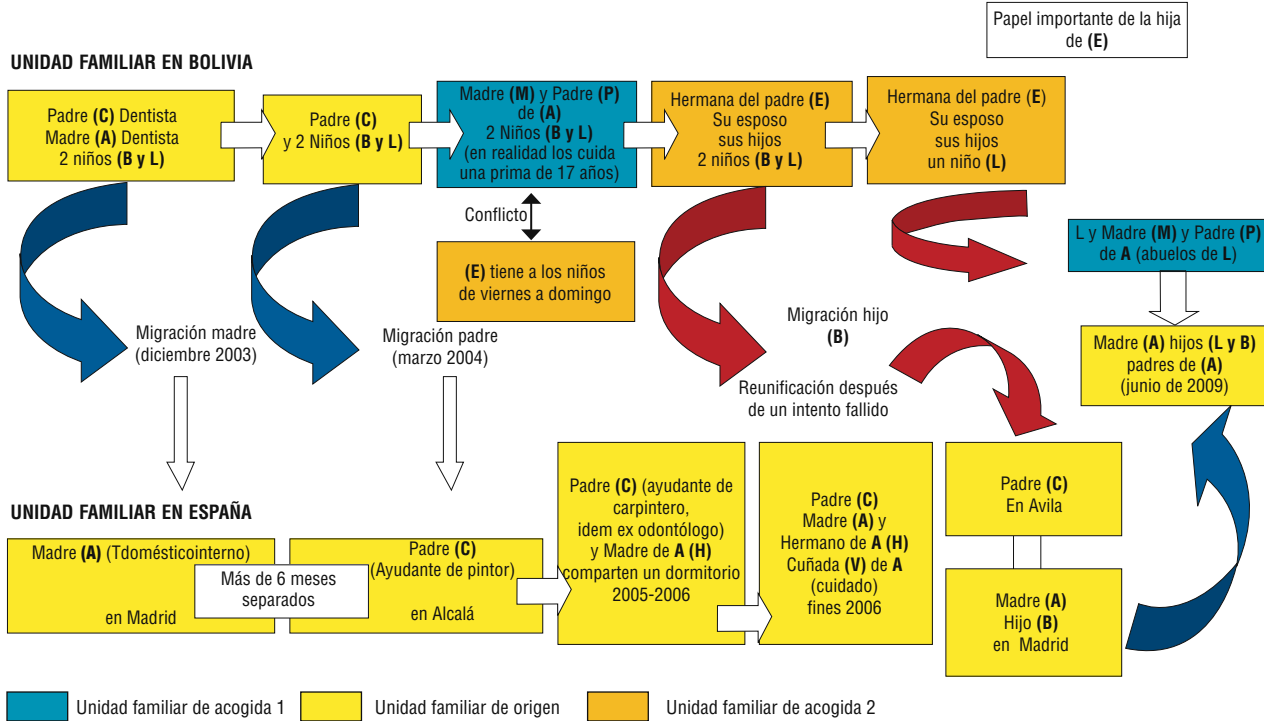 Papel importante de la hija
de (E)
UNIDAD FAMILIAR EN BOLIVIA
Padre (C) Dentista
Madre (A) Dentista
2 niños (B y L)
Padre (C)
y 2 Niños (B y L)
Madre (M) y Padre (P)
de (A)
2 Niños (B y L)
(en realidad los cuida
una prima de 17 años)
Hermana del padre (E)
Su esposo
sus hijos
2 niños (B y L)
Hermana del padre (E)
Su esposo
sus hijos
un niño (L)
Conflicto
(E) tiene a los niños
de viernes a domingo
L y Madre (M) y Padre (P)
de A (abuelos de L)
Migración madre
(diciembre 2003)
Migración padre
(marzo 2004)
Migración hijo
(B)
Reunificación después
de un intento fallido
Madre (A) hijos (L y B)
padres de (A)
(junio de 2009)
UNIDAD FAMILIAR EN ESPAÑA
Madre (A) (Tdomésticointerno)
en Madrid
Más de 6 meses
separados
Padre (C)
(Ayudante de pintor)
en Alcalá
Padre (C) (ayudante de
carpintero,
idem ex odontólogo)
y Madre de A (H)
comparten un dormitorio
2005-2006
Padre (C)
Madre (A) y
Hermano de A (H)
Cuñada (V) de A
(cuidado)
fines 2006
Padre (C)
En Avila
Madre (A)
Hijo (B)
en Madrid
Unidad familiar de acogida 1
Unidad familiar de origen
Unidad familiar de acogida 2